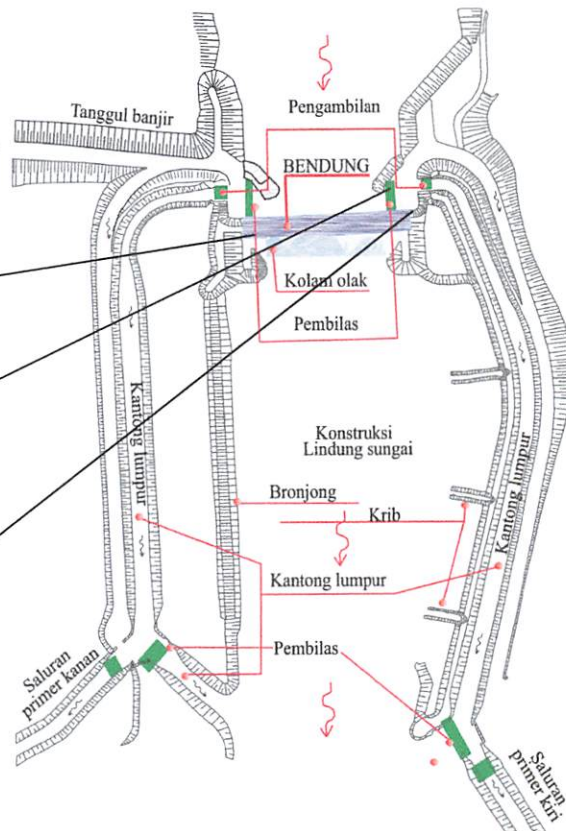 Tanggul banjir
Pengambilan
BENDUNG
Kolam olak
Pembilas
Kantong lumpur
Konstruksi
Lindung sungai
Kantong lumpur
Bronjong
Krib
Kantong lumpur
Pembilas
Saluran
primer kanan
Saluran
primer kiri